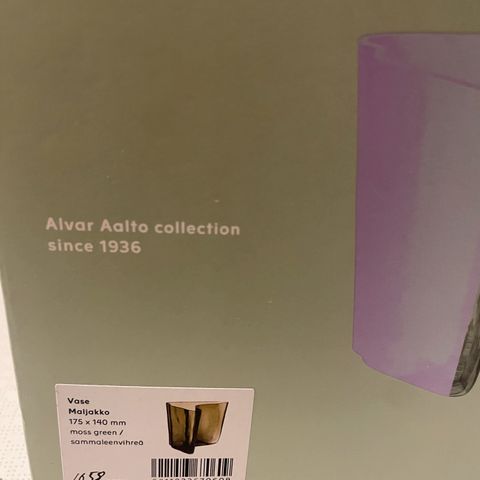 Alvar Aalto collection
since 1936
Vase
Maljakko
175 x 140 mm
moss green /
sammaleenvihreä